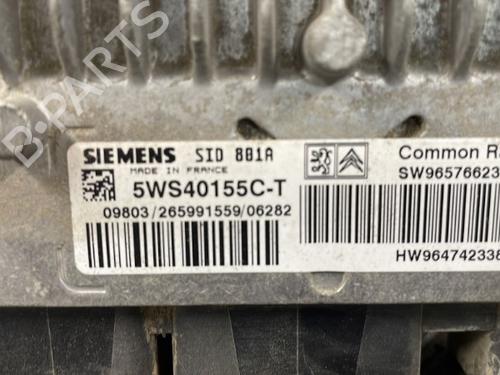 B-PARTS
SIEMENS SID 801A
MADE IN FRANCE
5WS40155C-T
09803/265991559/06282
Common R
SW96576623
HW964742338